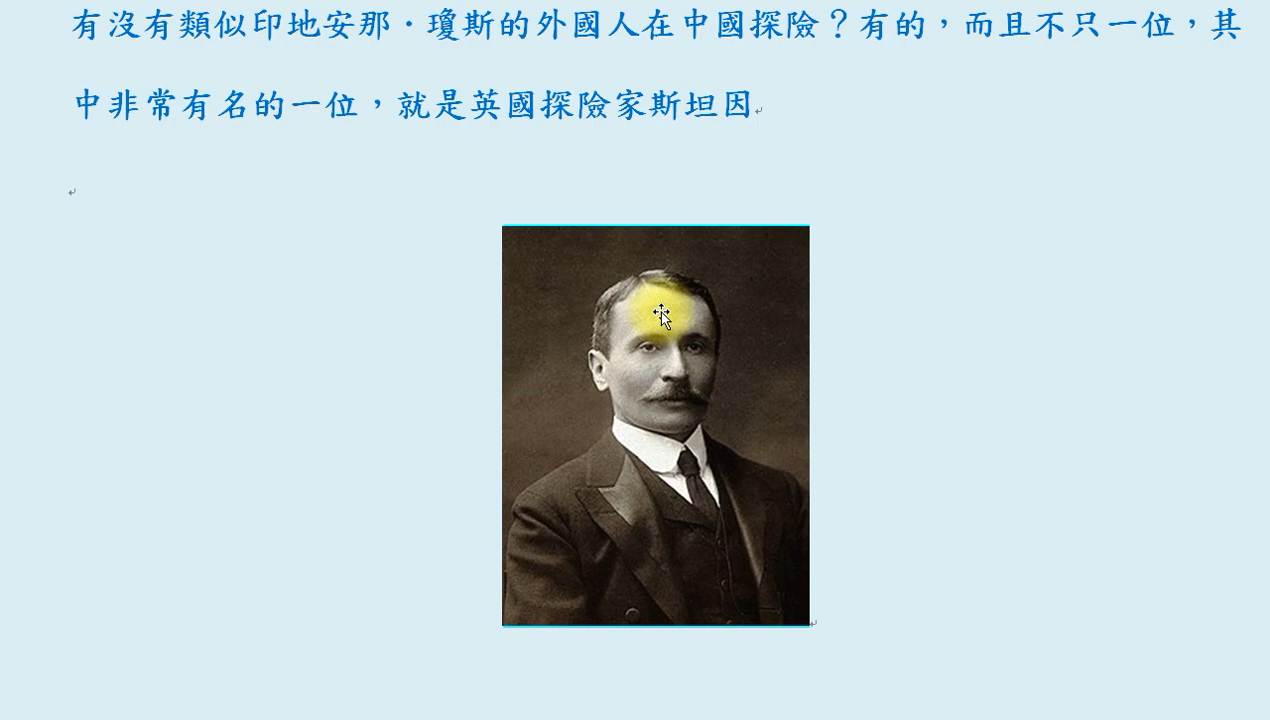 有沒有類似印地安那．瓊斯的外國人在中國探險？有的，而且不只一位，其
中非常有名的一位，就是英國探險家斯坦因